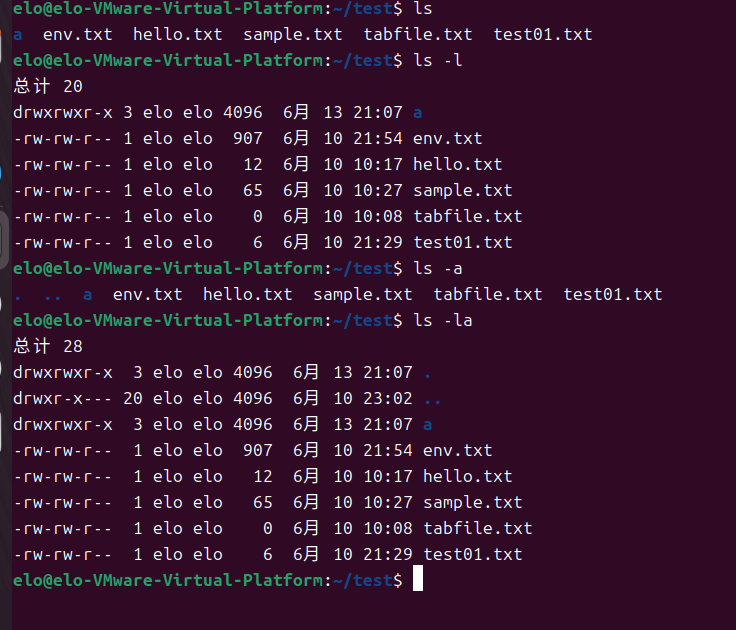 elo@elo-VMware-Virtual-Platform:~/test$ ls
a  env.txt  hello.txt  sample.txt  tabfile.txt  test01.txt
elo@elo-VMware-Virtual-Platform:~/test$ ls -l
总计 20
drwxrwxr-x 3 elo elo 4096  6月 13 21:07 a
-rw-rw-r-- 1 elo elo  907  6月 10 21:54 env.txt
-rw-rw-r-- 1 elo elo   12  6月 10 10:17 hello.txt
-rw-rw-r-- 1 elo elo   65  6月 10 10:27 sample.txt
-rw-rw-r-- 1 elo elo    0  6月 10 10:08 tabfile.txt
-rw-rw-r-- 1 elo elo    6  6月 10 21:29 test01.txt
elo@elo-VMware-Virtual-Platform:~/test$ ls -a
.  ..  a  env.txt  hello.txt  sample.txt  tabfile.txt  test01.txt
elo@elo-VMware-Virtual-Platform:~/test$ ls -la
总计 28
drwxrwxr-x  3 elo elo 4096  6月 13 21:07 .
drwxr-x--- 20 elo elo 4096  6月 10 23:02 ..
drwxrwxr-x  3 elo elo 4096  6月 13 21:07 a
-rw-rw-r--  1 elo elo  907  6月 10 21:54 env.txt
-rw-rw-r--  1 elo elo   12  6月 10 10:17 hello.txt
-rw-rw-r--  1 elo elo   65  6月 10 10:27 sample.txt
-rw-rw-r--  1 elo elo    0  6月 10 10:08 tabfile.txt
-rw-rw-r--  1 elo elo    6  6月 10 21:29 test01.txt
elo@elo-VMware-Virtual-Platform:~/test$